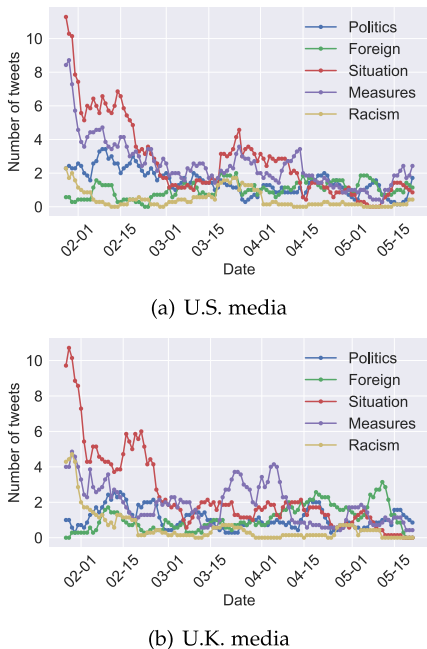 Politics
Foreign
Situation
Measures
Racism
Number of tweets
10
8
6
4
2
0
02-01
02-15
03-01
03-15
04-01
04-15
05-01
05-15
Date
(a) U.S. media
Politics
Foreign
Situation
Measures
Racism
Number of tweets
10
8
6
4
2
0
02-01
02-15
03-01
03-15
04-01
04-15
05-01
05-15
Date
(b) U.K. media